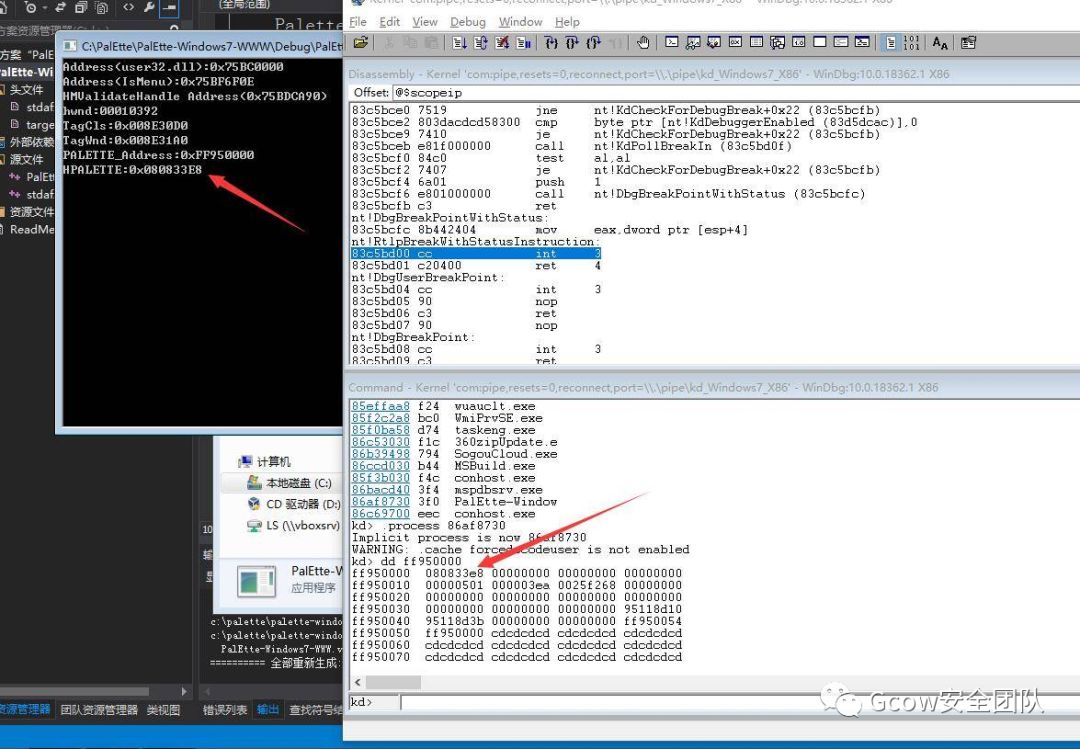 (全局范围)
Palette
方案资源管理器
方案 "PalE
PalEtte-Wi
头文件
stdaf
targe
外部依赖
源文件
PalEt
stdaf
资源文件
ReadMe
C:\PalEtte\PalEtte-Windows7-WWW\Debug\PalEt
Address(user32.dll):0x75BC0000
Address(IsMenu):0x75BF6F0E
HMValidateHandle Address(0x75BDCA90)
hwnd:00010392
TagCls:0x008E30D0
TagWnd:0x008E31A0
PALETTE_Address:0xFF950000
HPALETTE:0x080833E8
File Edit View Debug Window Help
Disassembly - Kernel 'com:pipe,resets=0,reconnect,port=\\.\pipe\kd_Windows7_X86' - WinDbg:10.0.18362.1 X86
Offset: @$scopeip
83c5bce0 7519 jne nt!KdCheckForDebugBreak+0x22 (83c5bcfb)
83c5bce2 803dacdcd58300 cmp byte ptr [nt!KdDebuggerEnabled (83d5dcac)],0
83c5bce9 7410 je nt!KdCheckForDebugBreak+0x22 (83c5bcfb)
83c5bceb e81f000000 call nt!KdPollBreakIn (83c5bd0f)
83c5bcf0 84c0 test al,al
83c5bcf2 7407 je nt!KdCheckForDebugBreak+0x22 (83c5bcfb)
83c5bcf4 6a01 push 1
83c5bcf6 e801000000 call nt!DbgBreakPointWithStatus (83c5bcfc)
83c5bcfb c3 ret
nt!DbgBreakPointWithStatus:
83c5bcfc 8b442404 mov eax,dword ptr [esp+4]
nt!RtlpBreakWithStatusInstruction:
83c5bd00 cc int 3
83c5bd01 c20400 ret 4
nt!DbgUserBreakPoint:
83c5bd04 cc int 3
83c5bd05 90 nop
83c5bd06 c3 ret
83c5bd07 90 nop
nt!DbgBreakPoint:
83c5bd08 cc int 3
83c5bd09 c3 ret
Command - Kernel 'com:pipe,resets=0,reconnect,port=\\.\pipe\kd_Windows7_X86' - WinDbg:10.0.18362.1 X86
85effaa8 f24 wuauclt.exe
85f2c2a8 bc0 WmiPrvSE.exe
85f0ba58 d74 taskeng.exe
86c53030 f1c 360zipUpdate.e
86b39498 794 SogouCloud.exe
86ccd030 b44 MSBuild.exe
85f3b030 f4c conhost.exe
86bacd40 3f4 mspdbsrv.exe
86af8730 3f0 PalEtte-Window
86c69700 eec conhost.exe
kd> .process 86af8730
Implicit process is now 86af8730
WARNING: .cache forcedecodeuser is not enabled
kd> dd ff950000
ff950000 080833e8 00000000 00000000 00000000
ff950010 00000501 000003ea 0025f268 00000000
ff950020 00000000 00000000 00000000 00000000
ff950030 00000000 00000000 00000000 95118d10
ff950040 95118d3b 00000000 00000000 ff950054
ff950050 ff950000 cdcdcdcd cdcdcdcd cdcdcdcd
ff950060 cdcdcdcd cdcdcdcd cdcdcdcd cdcdcdcd
ff950070 cdcdcdcd cdcdcdcd cdcdcdcd cdcdcdcd
kd>
计算机
本地磁盘 (C:)
CD 驱动器 (D:)
LS (\\vboxsrv)
PalEtte-W
应用程序
c:\palette\palette-windo
c:\palette\palette-windo
PalEtte-Windows7-WWW.v
========== 全部重新生成:
资源管理器 团队资源管理器 类视图 错误列表 输出 查找符号结
Gcow安全团队